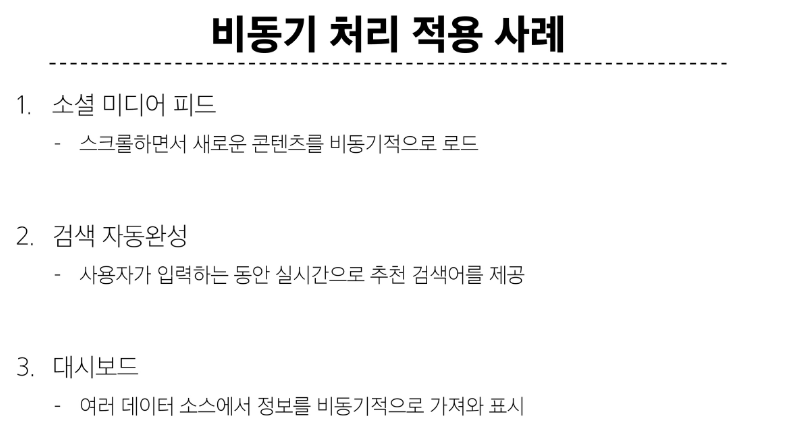 비동기 처리 적용 사례
1. 소셜 미디어 피드
- 스크롤하면서 새로운 콘텐츠를 비동기적으로 로드
2. 검색 자동완성
- 사용자가 입력하는 동안 실시간으로 추천 검색어를 제공
3. 대시보드
- 여러 데이터 소스에서 정보를 비동기적으로 가져와 표시